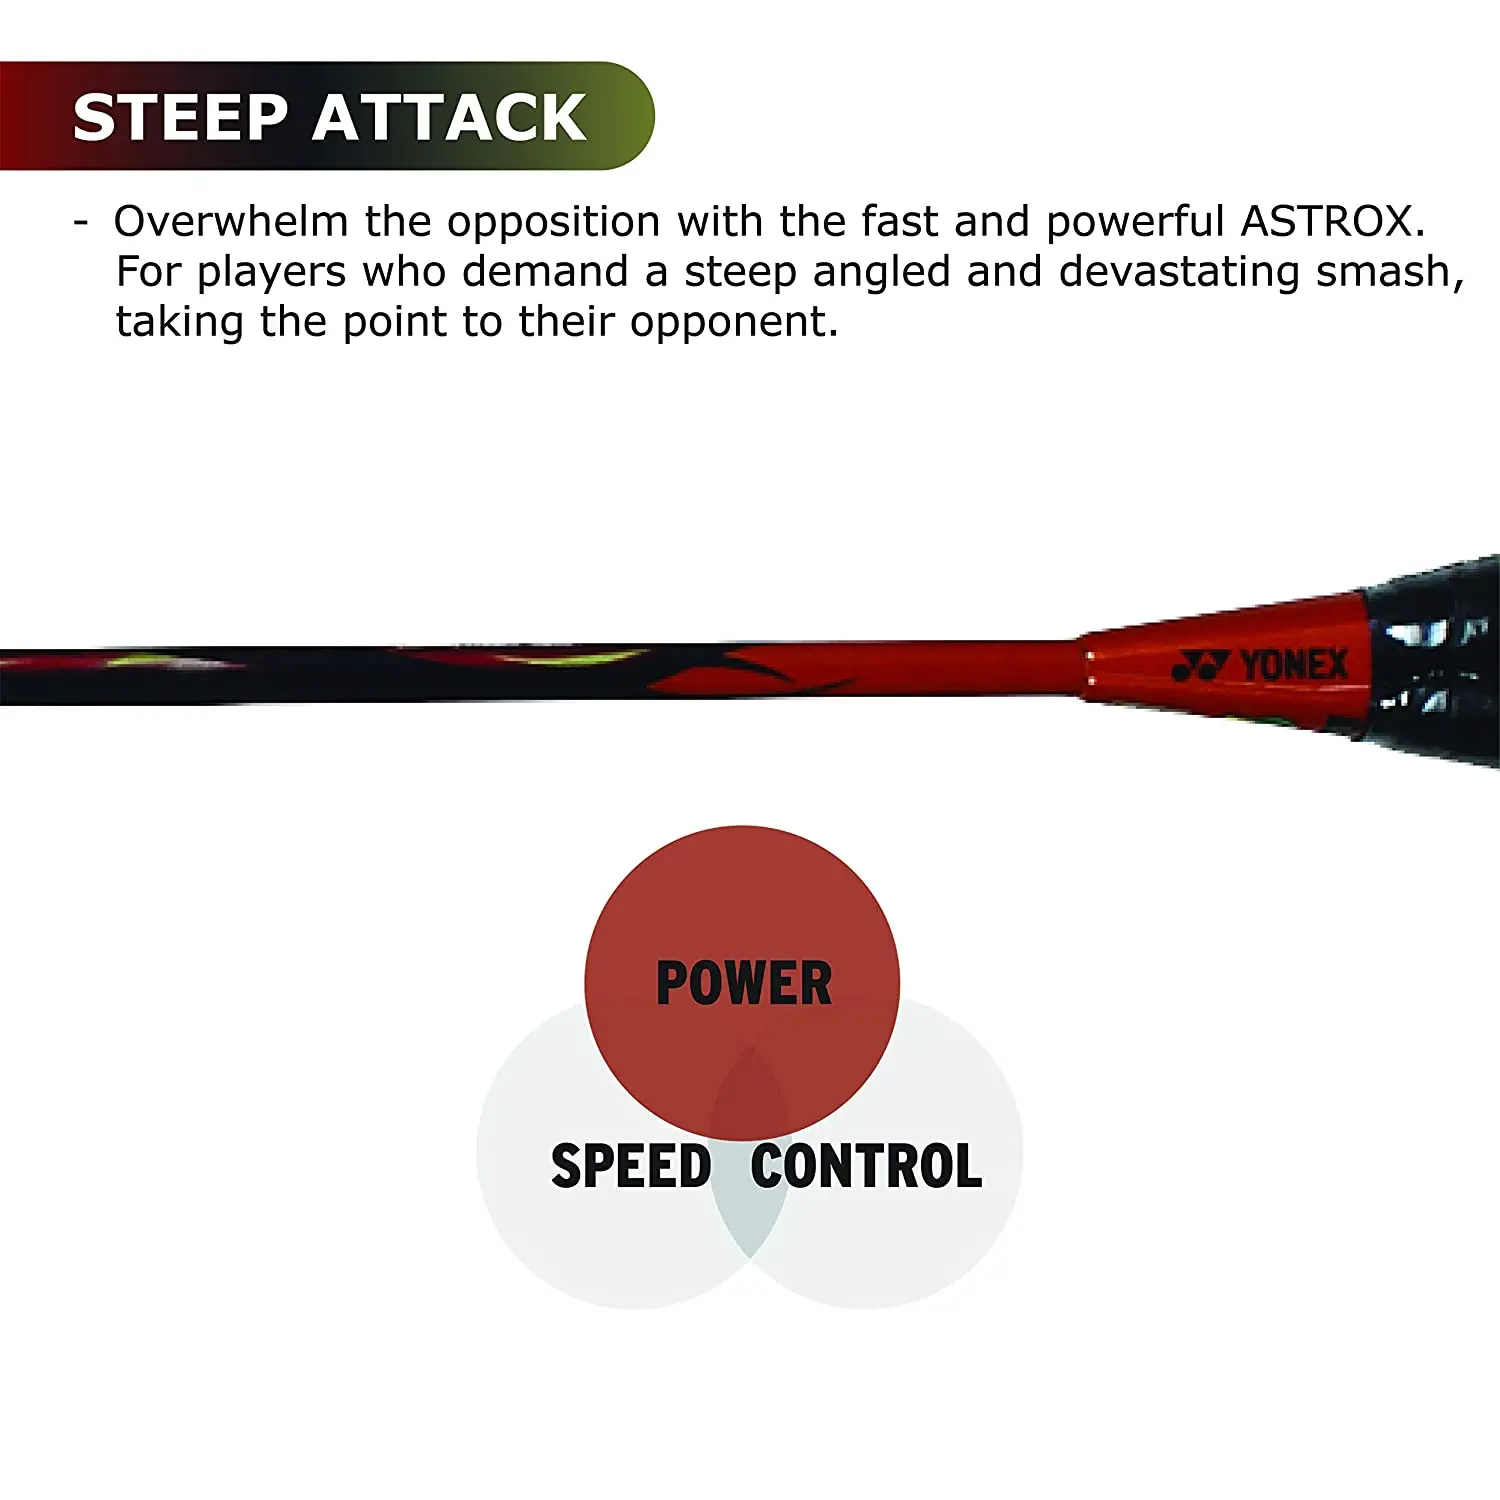 STEEP ATTACK
- Overwhelm the opposition with the fast and powerful ASTROX.
For players who demand a steep angled and devastating smash,
taking the point to their opponent.
YONEX
POWER
SPEED CONTROL